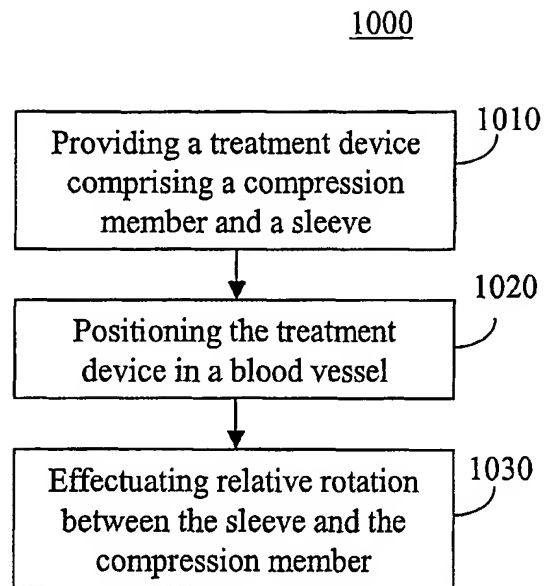 1000
1010
Providing a treatment device
comprising a compression
member and a sleeve
1020
Positioning the treatment
device in a blood vessel
1030
Effectuating relative rotation
between the sleeve and the
compression member